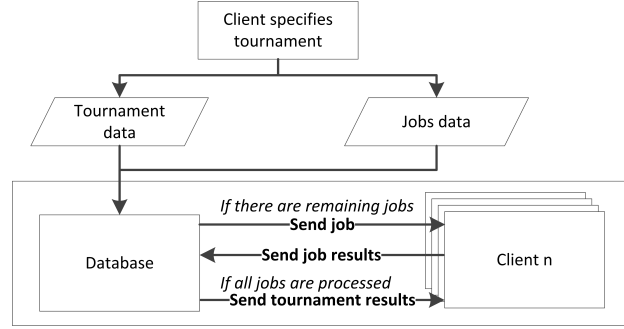 Client specifies
tournament
Tournament
data
Jobs data
If there are remaining jobs
Send job
Database
Send job results
Client n
If all jobs are processed
Send tournament results